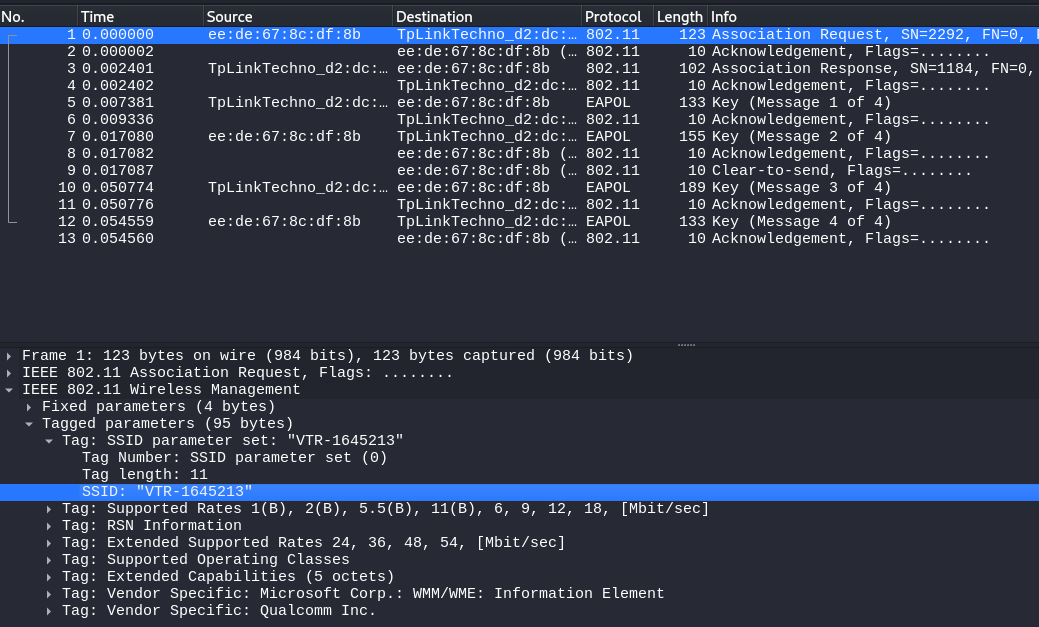 No. Time Source Destination Protocol Length Info
1 0.000000 ee:de:67:8c:df:8b TpLinkTechno_d2:dc:… 802.11 123 Association Request, SN=2292, FN=0,
2 0.000002 ee:de:67:8c:df:8b (… 802.11 10 Acknowledgement, Flags=........
3 0.002401 TpLinkTechno_d2:dc:… ee:de:67:8c:df:8b 802.11 102 Association Response, SN=1184, FN=0,
4 0.002402 TpLinkTechno_d2:dc:… 802.11 10 Acknowledgement, Flags=........
5 0.007381 TpLinkTechno_d2:dc:… ee:de:67:8c:df:8b EAPOL 133 Key (Message 1 of 4)
6 0.009336 TpLinkTechno_d2:dc:… 802.11 10 Acknowledgement, Flags=........
7 0.017080 ee:de:67:8c:df:8b TpLinkTechno_d2:dc:… EAPOL 155 Key (Message 2 of 4)
8 0.017082 ee:de:67:8c:df:8b (… 802.11 10 Acknowledgement, Flags=........
9 0.017087 ee:de:67:8c:df:8b (… 802.11 10 Clear-to-send, Flags=........
10 0.050774 TpLinkTechno_d2:dc:… ee:de:67:8c:df:8b EAPOL 189 Key (Message 3 of 4)
11 0.050776 TpLinkTechno_d2:dc:… 802.11 10 Acknowledgement, Flags=........
12 0.054559 ee:de:67:8c:df:8b TpLinkTechno_d2:dc:… EAPOL 133 Key (Message 4 of 4)
13 0.054560 ee:de:67:8c:df:8b (… 802.11 10 Acknowledgement, Flags=........
Frame 1: 123 bytes on wire (984 bits), 123 bytes captured (984 bits)
IEEE 802.11 Association Request, Flags: ........
IEEE 802.11 Wireless Management
Fixed parameters (4 bytes)
Tagged parameters (95 bytes)
Tag: SSID parameter set: "VTR-1645213"
Tag Number: SSID parameter set (0)
Tag length: 11
SSID: "VTR-1645213"
Tag: Supported Rates 1(B), 2(B), 5.5(B), 11(B), 6, 9, 12, 18, [Mbit/sec]
Tag: RSN Information
Tag: Extended Supported Rates 24, 36, 48, 54, [Mbit/sec]
Tag: Supported Operating Classes
Tag: Extended Capabilities (5 octets)
Tag: Vendor Specific: Microsoft Corp.: WMM/WME: Information Element
Tag: Vendor Specific: Qualcomm Inc.